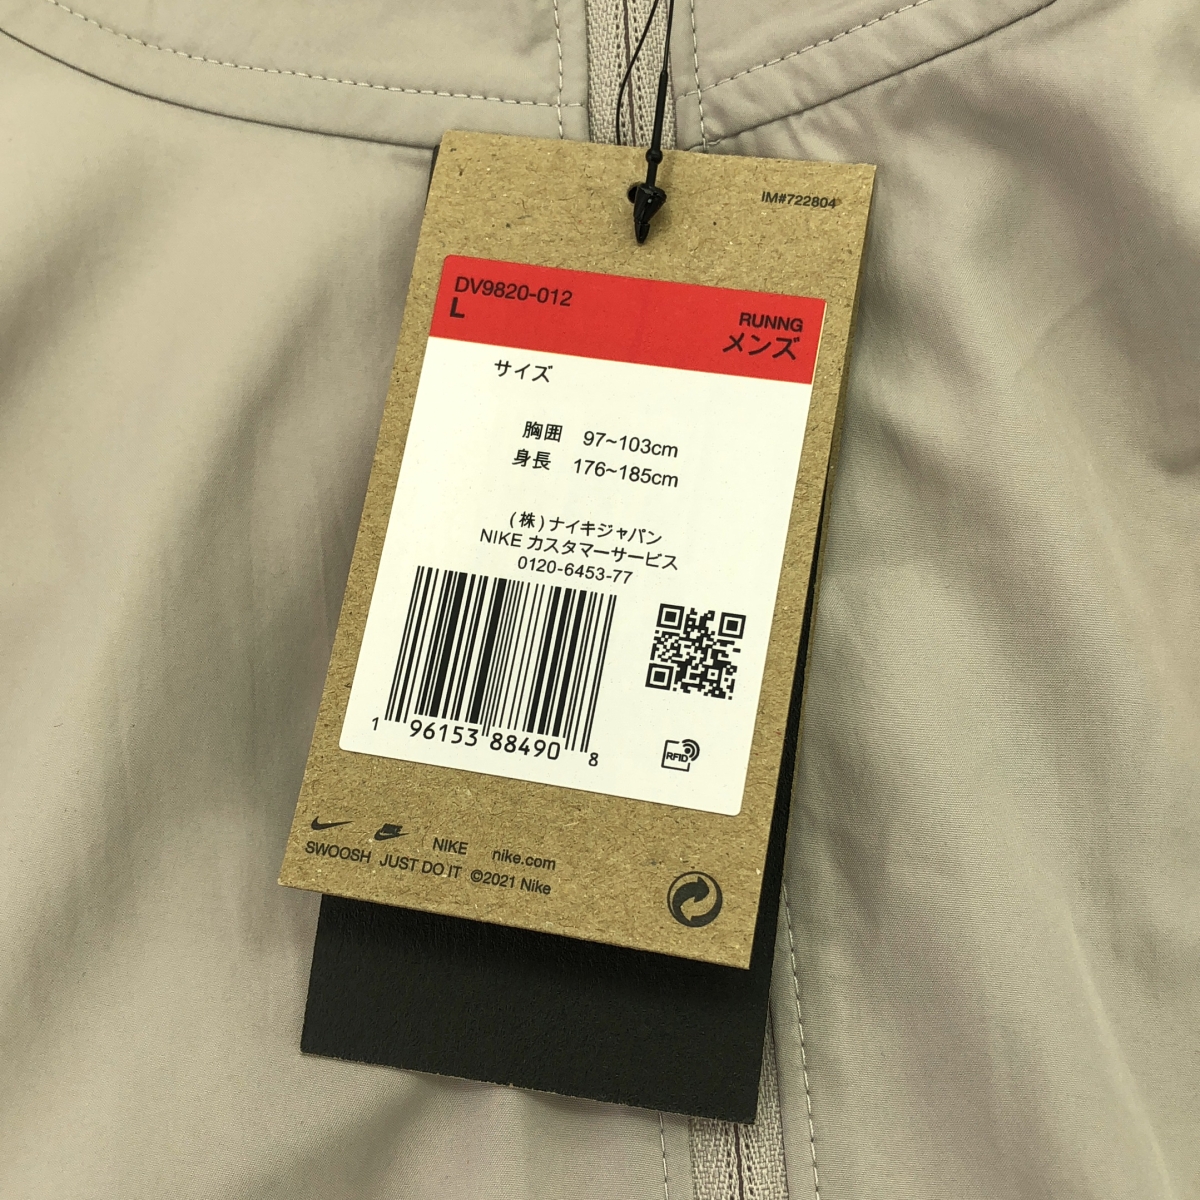 IM#722804
DV9820-012
L
RUNNG
メンズ
サイズ
胸囲 97~103cm
身長 176~185cm
(株)ナイキジャパン
NIKE カスタマーサービス
0120-6453-77
1 96153 88490 8
RFID
NIKE nike.com
SWOOSH JUST DO IT ©2021 Nike